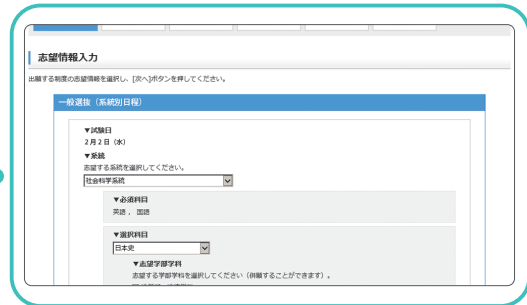 志望情報入力
出願する制度の志望情報を選択し、[次へ]ボタンを押してください。
一般選抜（系統別日程）
▼試験日
2月2日（水）
▼系統
志望する系統を選択してください。
社会科学系統
▼必須科目
英語， 国語
▼選択科目
日本史
▼志望学部学科
志望する学部学科を選択してください（併願することができます）。